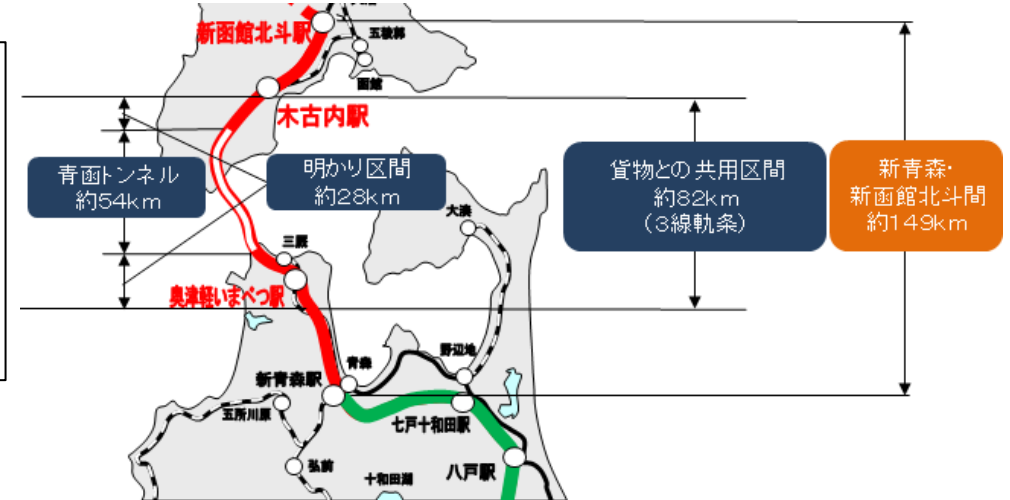 新函館北斗駅
五稜郭
函館
木古内駅
青函トンネル
約54km
明かり区間
約28km
貨物との共用区間
約82km
(3線軌条)
新青森・
新函館北斗間
約149km
大湊
三厩
奥津軽いまべつ駅
青森
野辺地
新青森駅
五所川原
七戸十和田駅
弘前
八戸駅
十和田湖